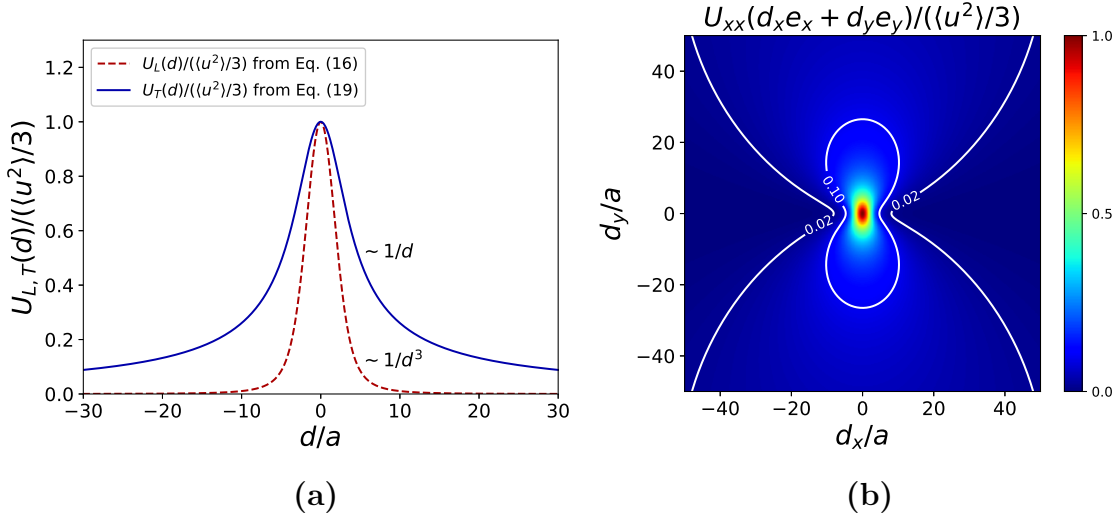 U_L,T(d)/(⟨u²⟩/3)
1.2
1.0
0.8
0.6
0.4
0.2
0.0
U_L(d)/(⟨u²⟩/3) from Eq. (16)
U_T(d)/(⟨u²⟩/3) from Eq. (19)
~ 1/d
~ 1/d³
−30
−20
−10
0
10
20
30
d/a
(a)
U_xx(d_x e_x + d_y e_y)/(⟨u²⟩/3)
d_y/a
40
20
0
−20
−40
0.10
0.02
0.02
−40
−20
0
20
40
d_x/a
1.0
0.5
0.0
(b)